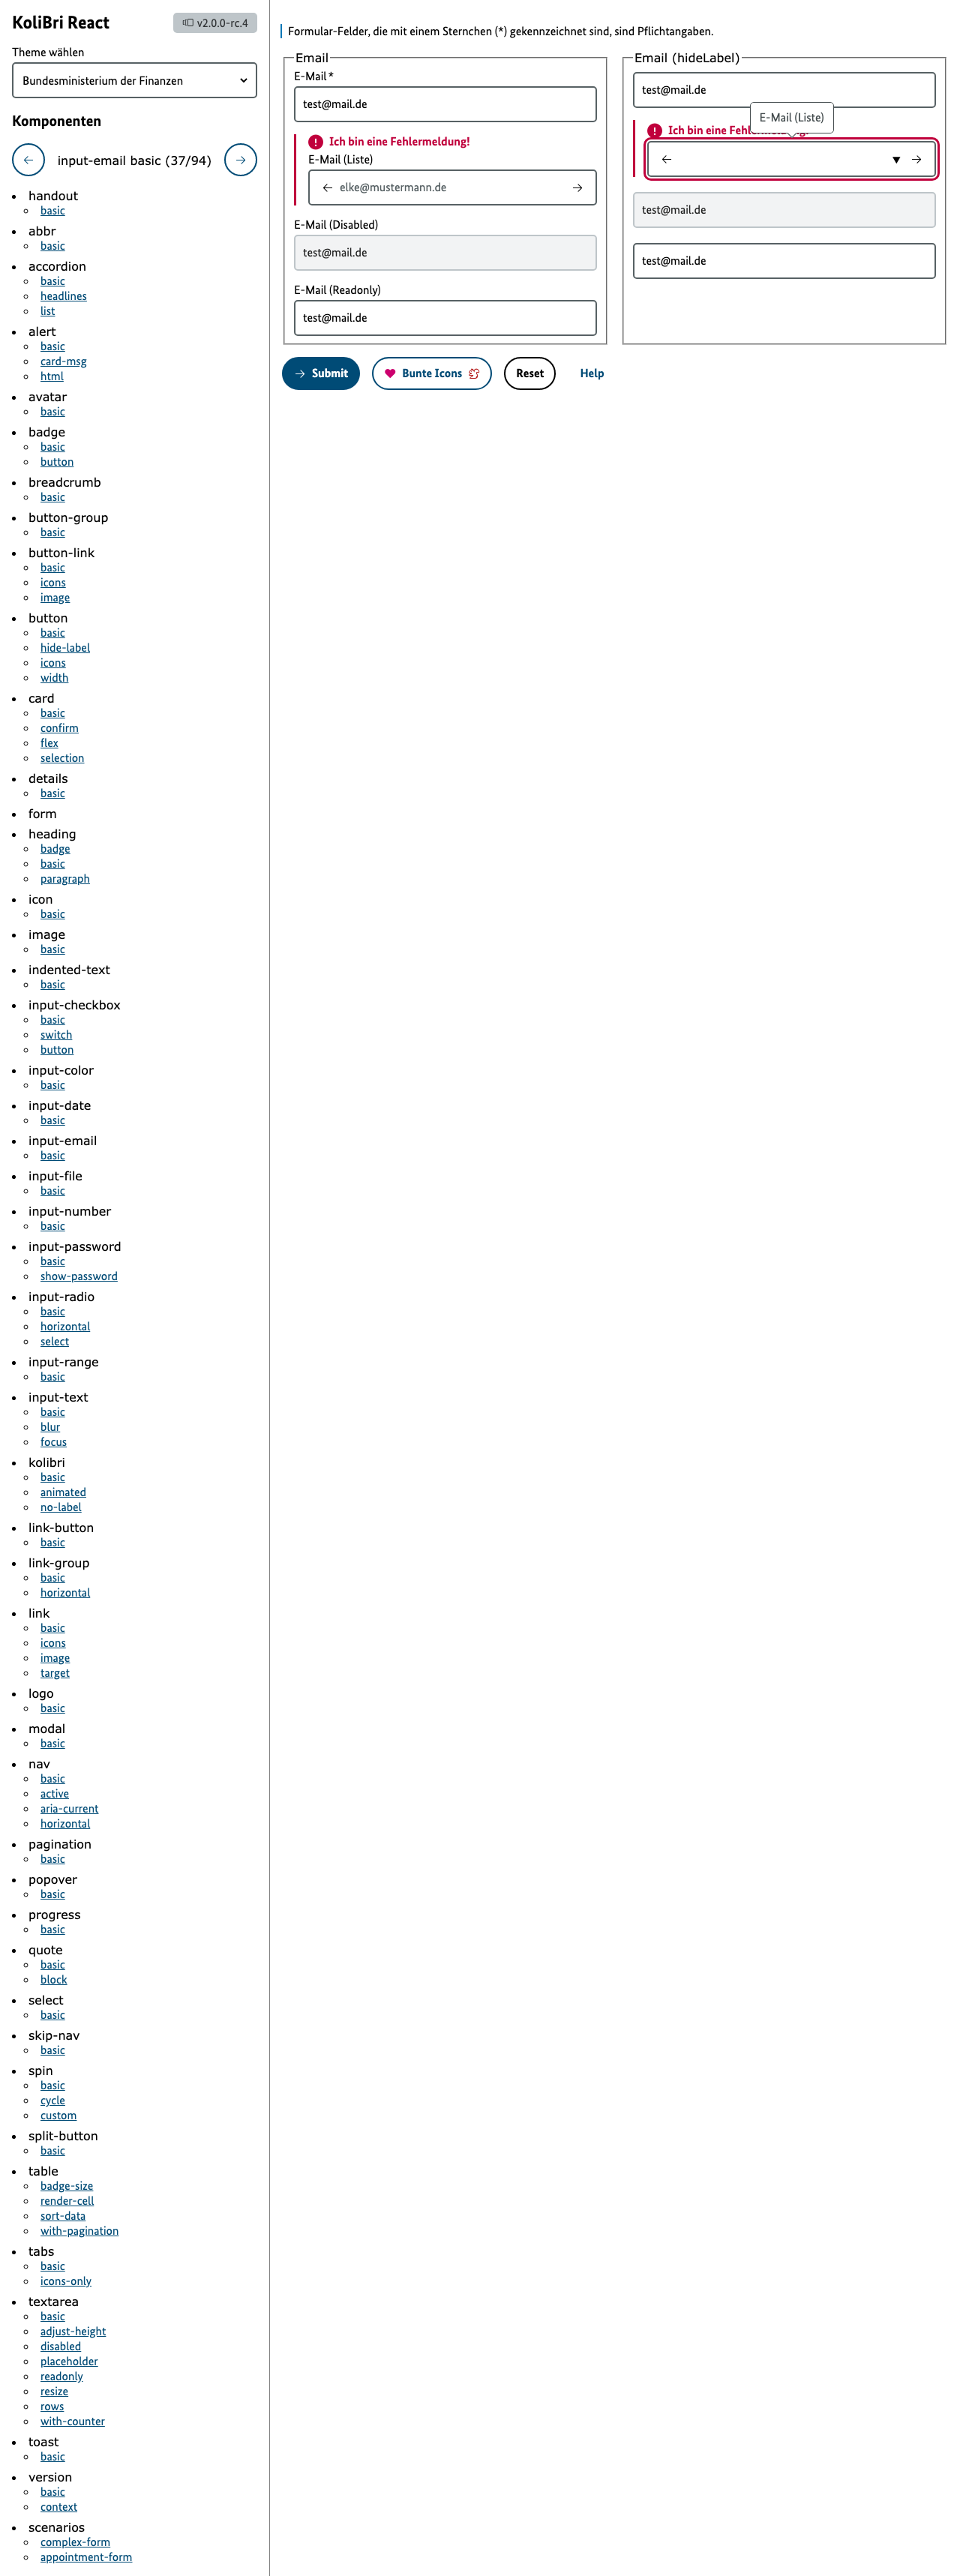 KoliBri React
v2.0.0-rc.4
Theme wählen
Bundesministerium der Finanzen
Komponenten
input-email basic (37/94)
handout
basic
abbr
basic
accordion
basic
headlines
list
alert
basic
card-msg
html
avatar
basic
badge
basic
button
breadcrumb
basic
button-group
basic
button-link
basic
icons
image
button
basic
hide-label
icons
width
card
basic
confirm
flex
selection
details
basic
form
heading
badge
basic
paragraph
icon
basic
image
basic
indented-text
basic
input-checkbox
basic
switch
button
input-color
basic
input-date
basic
input-email
basic
input-file
basic
input-number
basic
input-password
basic
show-password
input-radio
basic
horizontal
select
input-range
basic
input-text
basic
blur
focus
kolibri
basic
animated
no-label
link-button
basic
link-group
basic
horizontal
link
basic
icons
image
target
logo
basic
modal
basic
nav
basic
active
aria-current
horizontal
pagination
basic
popover
basic
progress
basic
quote
basic
block
select
basic
skip-nav
basic
spin
basic
cycle
custom
split-button
basic
table
badge-size
render-cell
sort-data
with-pagination
tabs
basic
icons-only
textarea
basic
adjust-height
disabled
placeholder
readonly
resize
rows
with-counter
toast
basic
version
basic
context
scenarios
complex-form
appointment-form
Formular-Felder, die mit einem Sternchen (*) gekennzeichnet sind, sind Pflichtangaben.
Email
E-Mail *
test@mail.de
Ich bin eine Fehlermeldung!
E-Mail (Liste)
elke@mustermann.de
E-Mail (Disabled)
test@mail.de
E-Mail (Readonly)
test@mail.de
Email (hideLabel)
test@mail.de
E-Mail (Liste)
Ich bin eine
test@mail.de
test@mail.de
Submit
Bunte Icons
Reset
Help